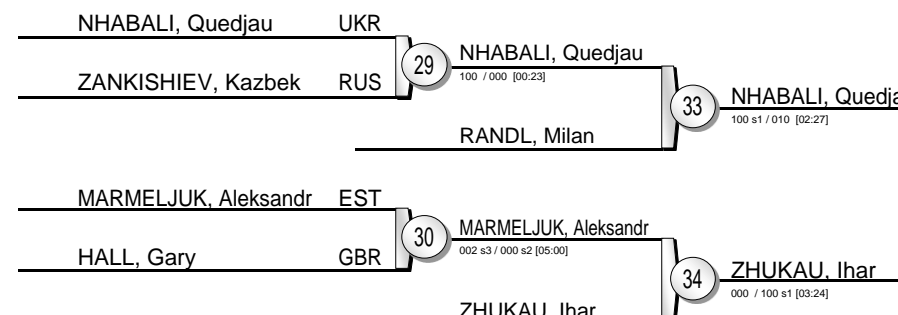 NHABALI, Quedjau UKR
ZANKISHIEV, Kazbek RUS
29
NHABALI, Quedjau
100 / 000 [00:23]
RANDL, Milan
33
NHABALI, Quedja
100 s1 / 010 [02:27]
MARMELJUK, Aleksandr EST
HALL, Gary GBR
30
MARMELJUK, Aleksandr
002 s3 / 000 s2 [05:00]
ZHUKAU, Ihar
34
ZHUKAU, Ihar
000 / 100 s1 [03:24]